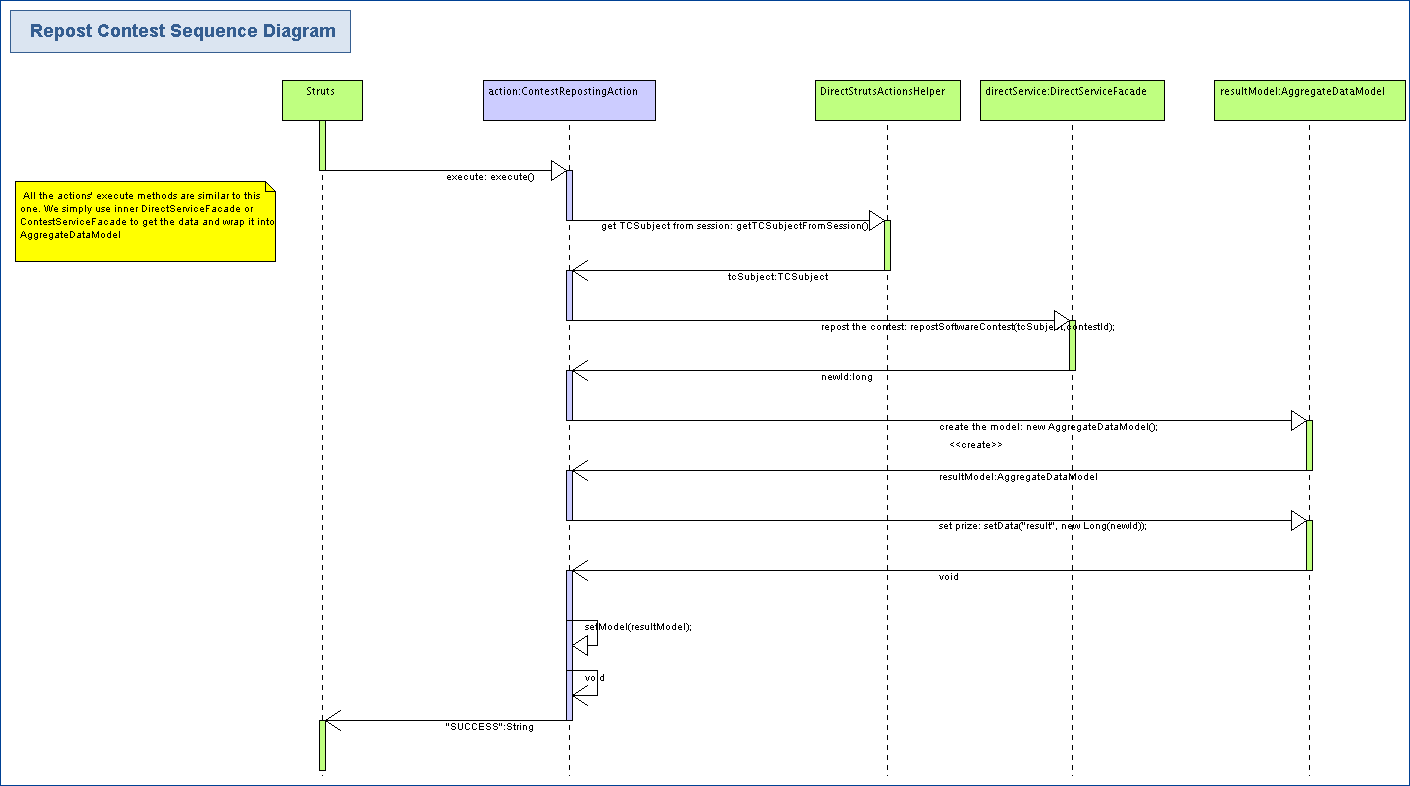 Repost Contest Sequence Diagram
Struts
action:ContestRepostingAction
DirectStrutsActionsHelper
directService:DirectServiceFacade
resultModel:AggregateDataModel
execute: execute()
All the actions' execute methods are similar to this
one. We simply use inner DirectServiceFacade or
ContestServiceFacade to get the data and wrap it into
AggregateDataModel
get TCSubject from session: getTCSubjectFromSession()
tcSubject:TCSubject
repost the contest: repostSoftwareContest(tcSubject,contestId);
newId:long
create the model: new AggregateDataModel();
<<create>>
resultModel:AggregateDataModel
set prize: setData("result", new Long(newId));
void
setModel(resultModel);
void
"SUCCESS":String